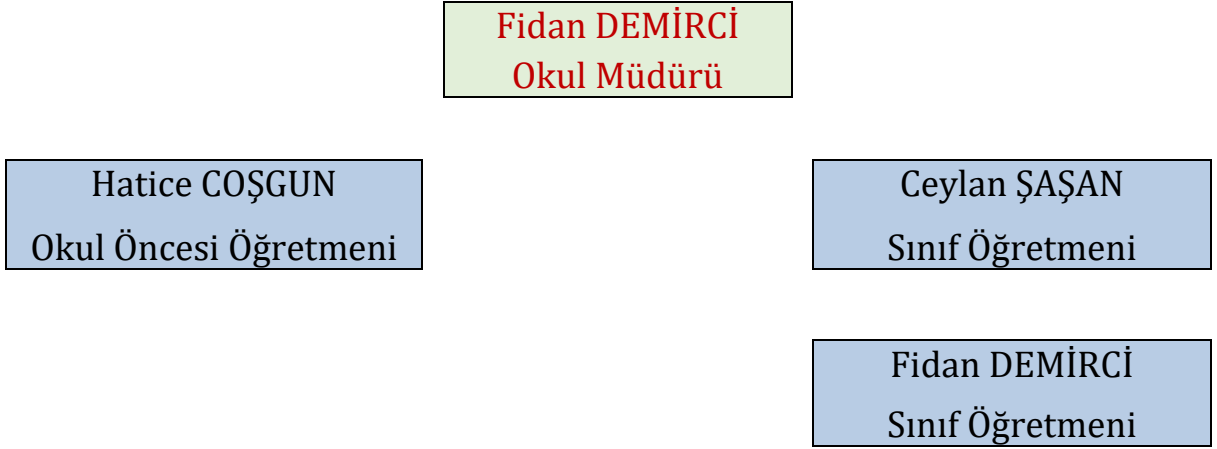 Fidan DEMİRCİ
Okul Müdürü
Hatice COŞGUN
Okul Öncesi Öğretmeni
Ceylan ŞAŞAN
Sınıf Öğretmeni
Fidan DEMİRCİ
Sınıf Öğretmeni